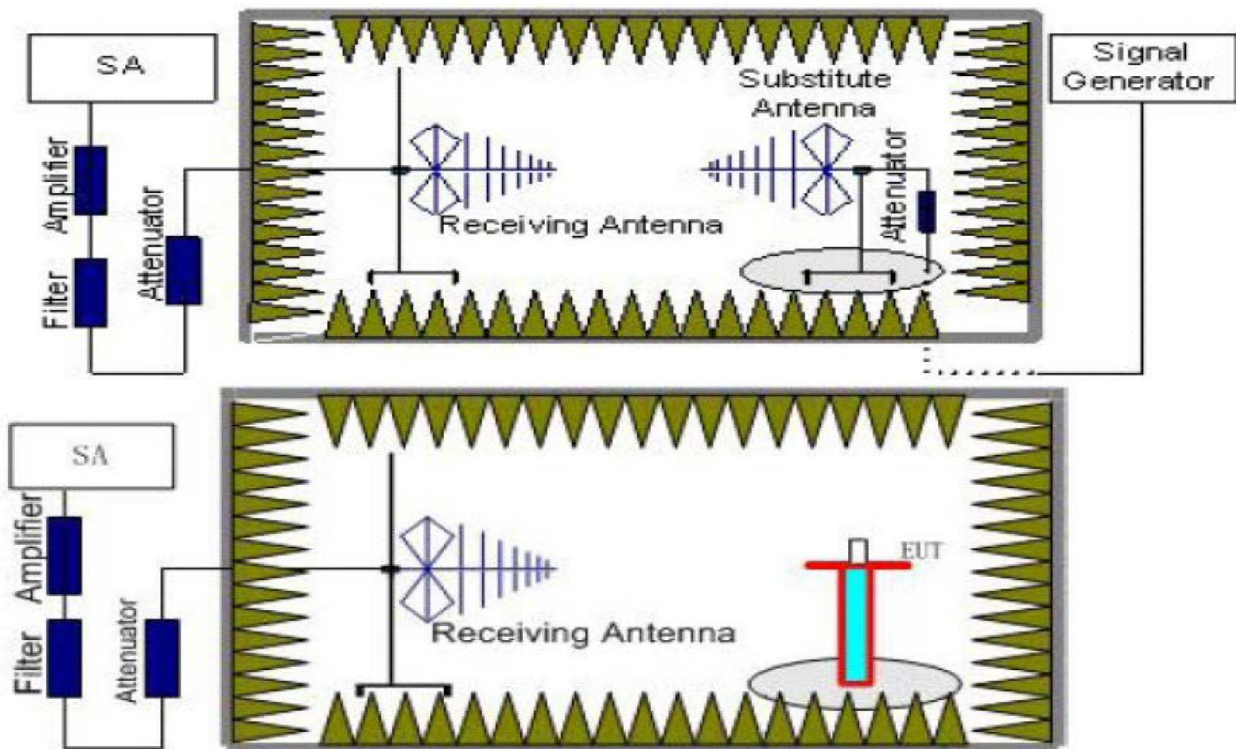 SA
Signal
Generator
Substitute
Antenna
Amplifier
Attenuator
Attenuator
Receiving Antenna
Filter
SA
EUT
Amplifier
Receiving Antenna
Filter
Attenuator